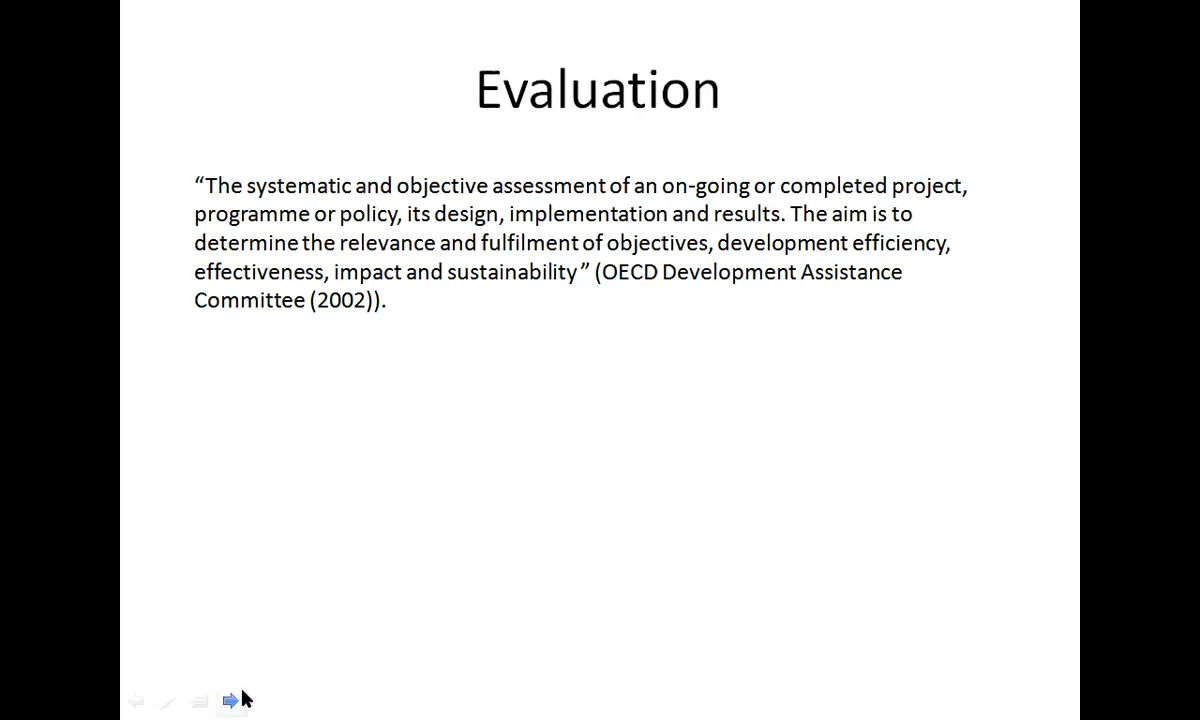 Evaluation
“The systematic and objective assessment of an on-going or completed project,
programme or policy, its design, implementation and results. The aim is to
determine the relevance and fulfilment of objectives, development efficiency,
effectiveness, impact and sustainability” (OECD Development Assistance
Committee (2002)).